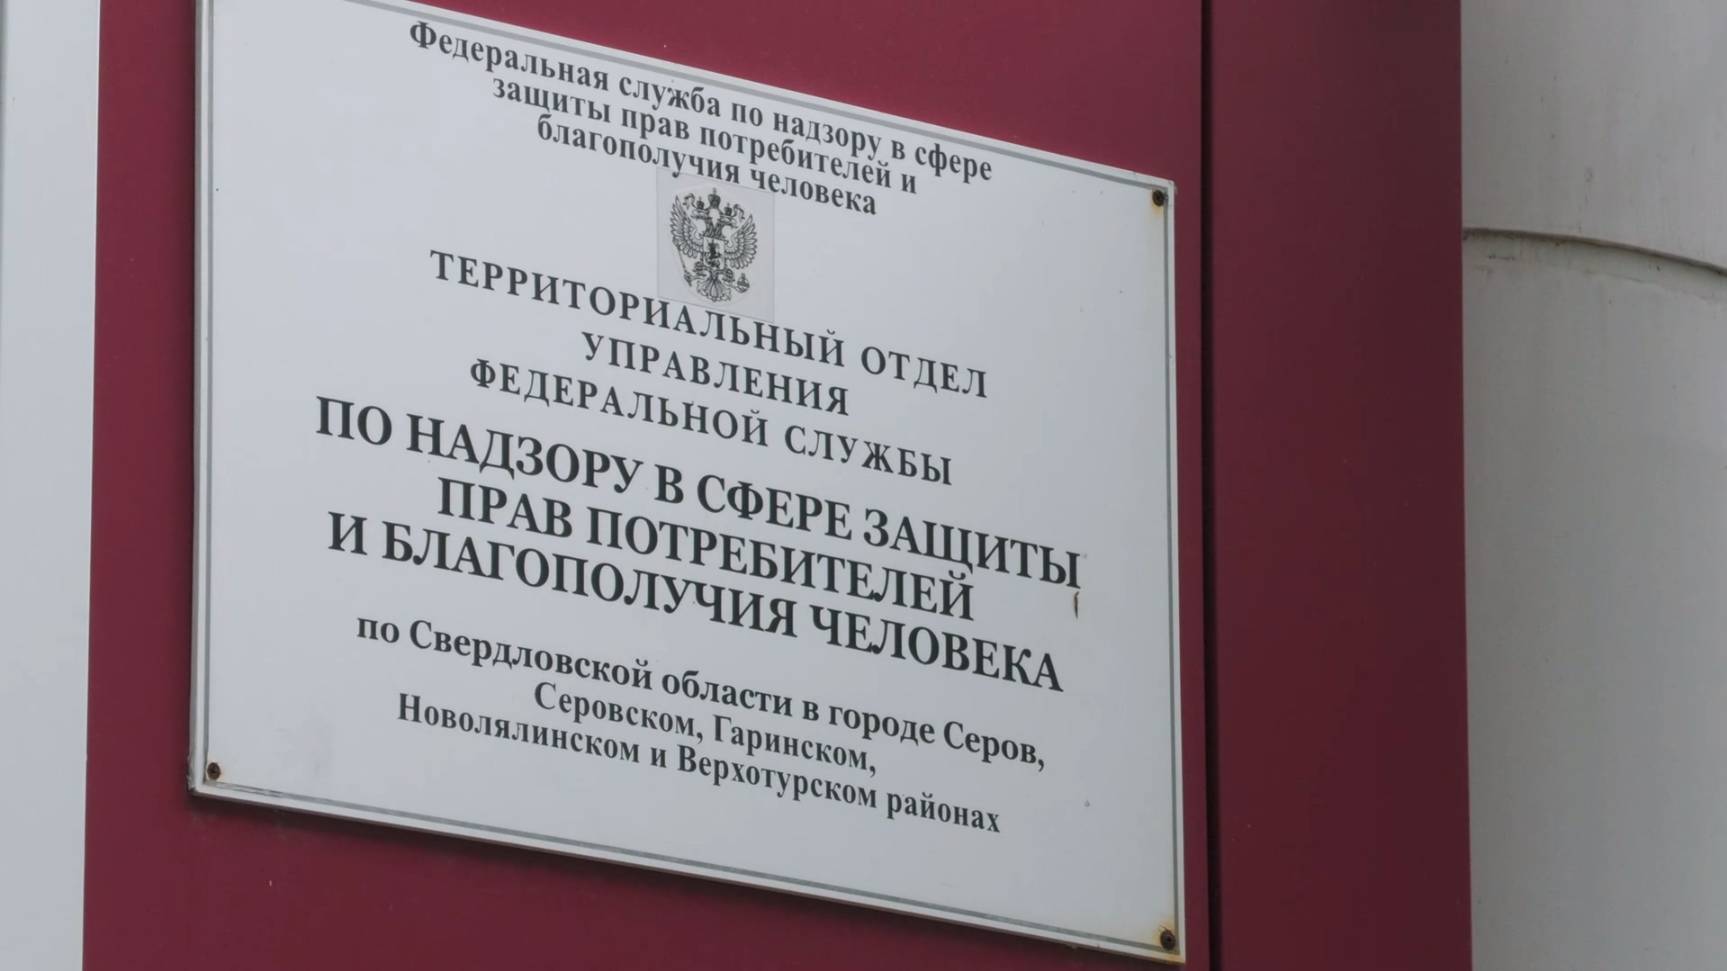 Федеральная служба по надзору в сфере
защиты прав потребителей и
благополучия человека
ТЕРРИТОРИАЛЬНЫЙ ОТДЕЛ
УПРАВЛЕНИЯ
ФЕДЕРАЛЬНОЙ СЛУЖБЫ
ПО НАДЗОРУ В СФЕРЕ ЗАЩИТЫ
ПРАВ ПОТРЕБИТЕЛЕЙ
И БЛАГОПОЛУЧИЯ ЧЕЛОВЕКА
по Свердловской области в городе Серов,
Серовском, Гаринском,
Новолялинском и Верхотурском районах